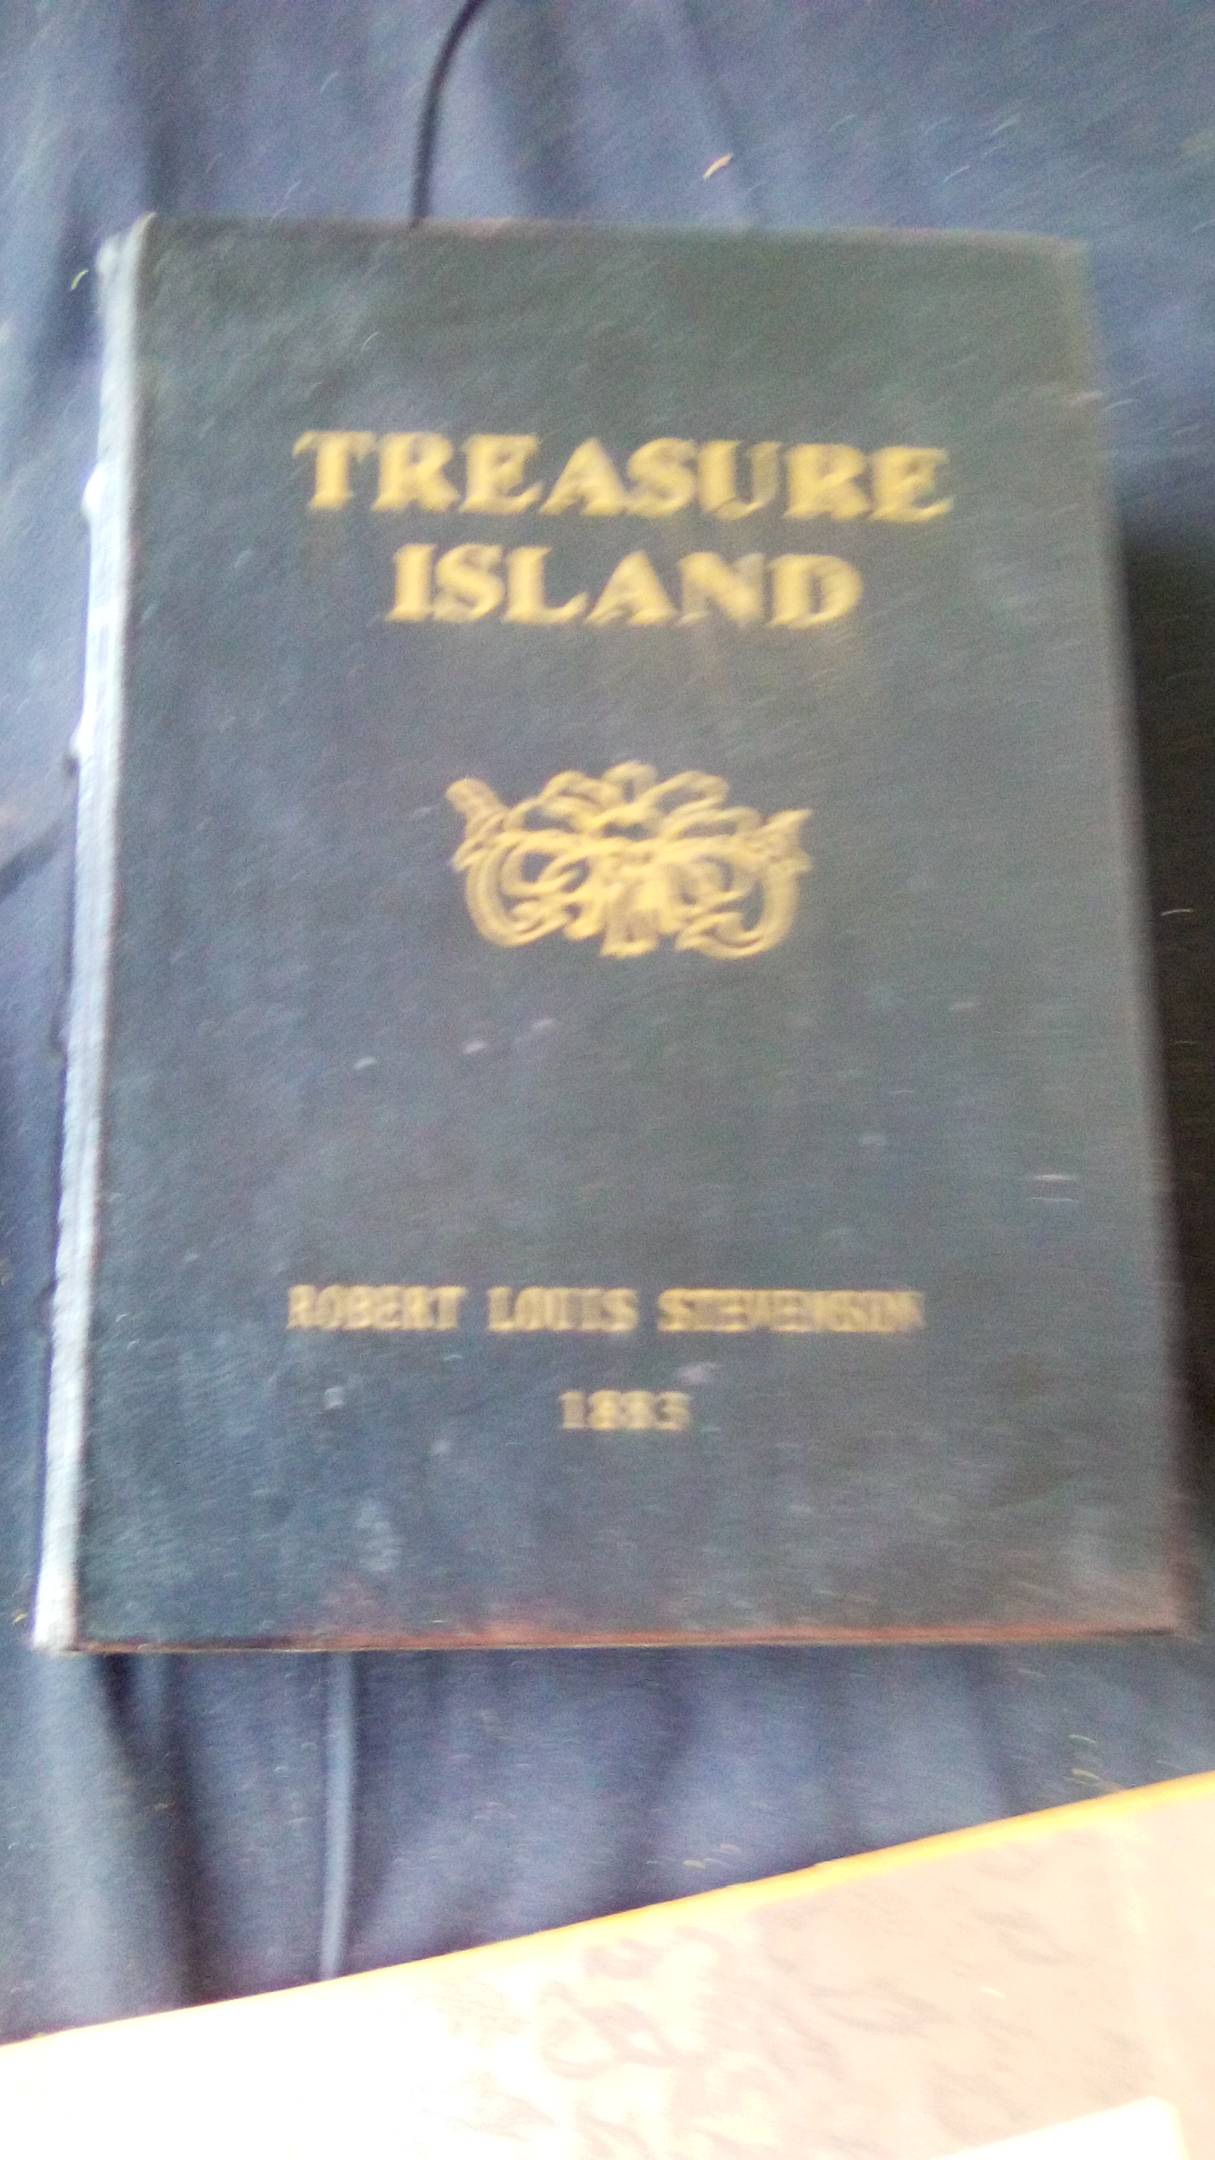 TREASURE
ISLAND
ROBERT LOUIS STEVENSON
1883